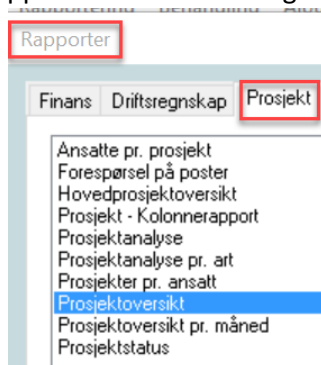 Rapporter
Finans Driftsregnskap Prosjekt
Ansatte pr. prosjekt
Forespørsel på poster
Hovedprosjektoversikt
Prosjekt - Kolonnerapport
Prosjektanalyse
Prosjektanalyse pr. art
Prosjekter pr. ansatt
Prosjektoversikt
Prosjektoversikt pr. måned
Prosjektstatus